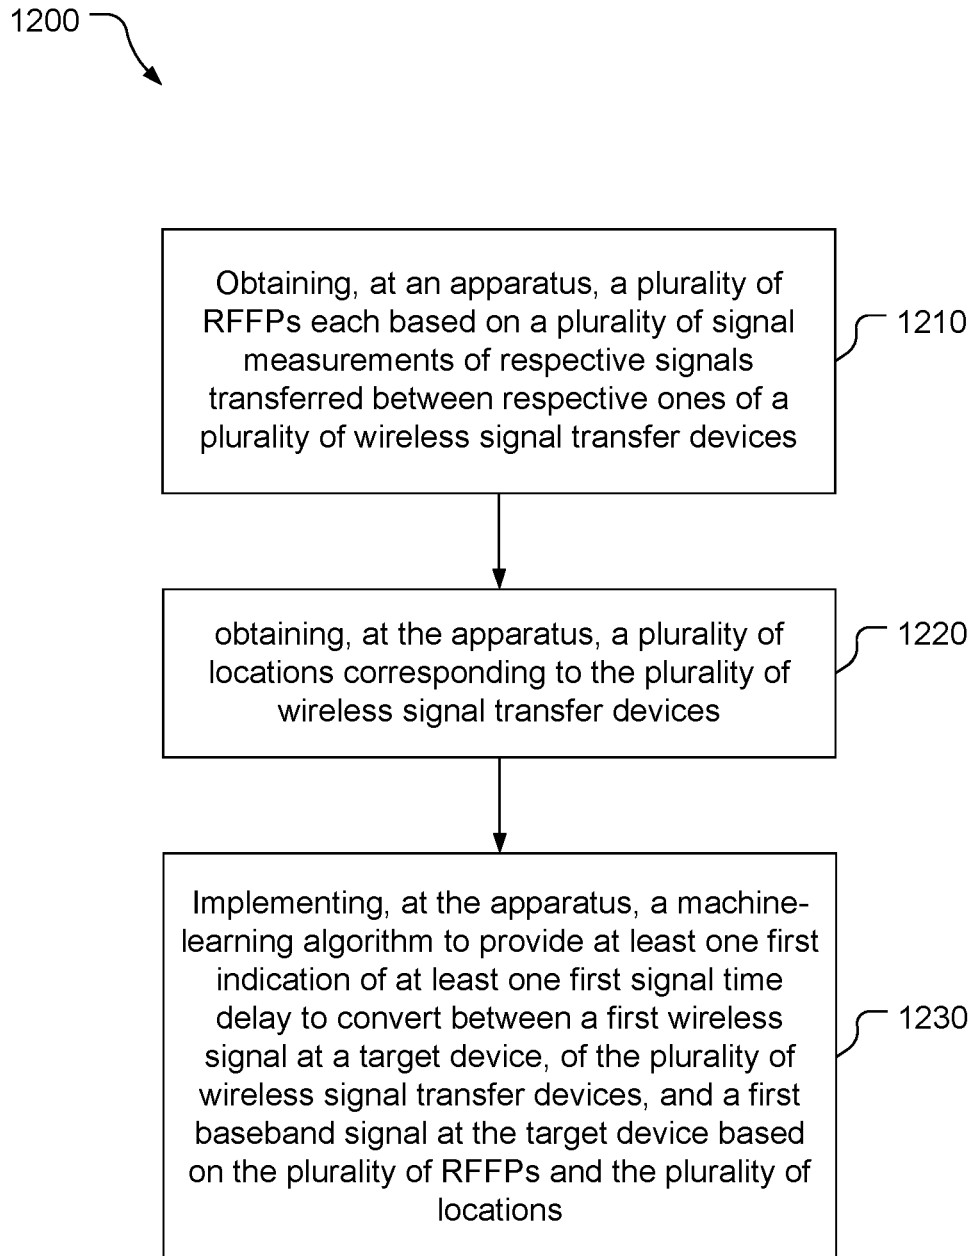 1200
Obtaining, at an apparatus, a plurality of
RFFPs each based on a plurality of signal
measurements of respective signals
transferred between respective ones of a
plurality of wireless signal transfer devices
1210
obtaining, at the apparatus, a plurality of
locations corresponding to the plurality of
wireless signal transfer devices
1220
Implementing, at the apparatus, a machine-
learning algorithm to provide at least one first
indication of at least one first signal time
delay to convert between a first wireless
signal at a target device, of the plurality of
wireless signal transfer devices, and a first
baseband signal at the target device based
on the plurality of RFFPs and the plurality of
locations
1230